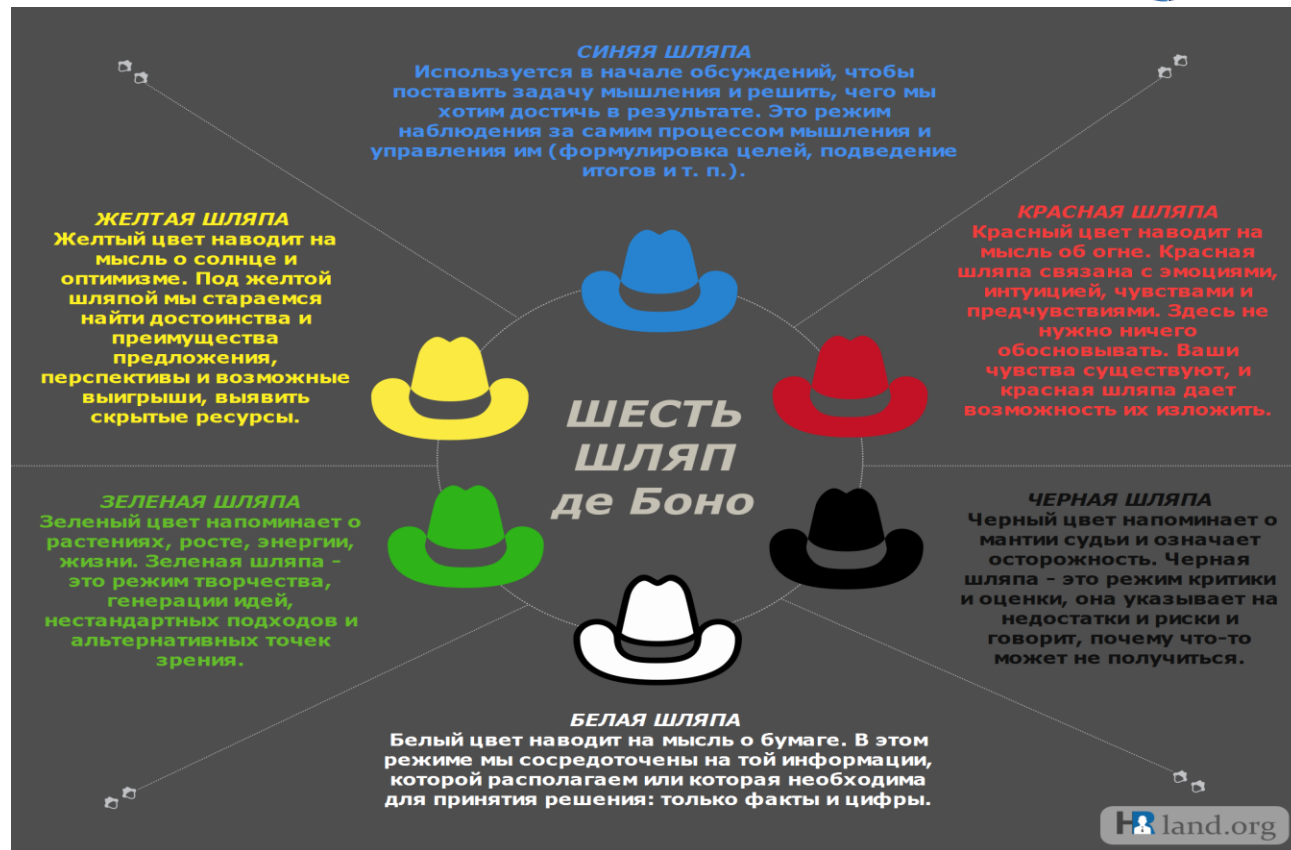 СИНЯЯ ШЛЯПА
Используется в начале обсуждений, чтобы
поставить задачу мышления и решить, чего мы
хотим достичь в результате. Это режим
наблюдения за самим процессом мышления и
управления им (формулировка целей, подведение
итогов и т. п.).
ЖЕЛТАЯ ШЛЯПА
Желтый цвет наводит на
мысль о солнце и
оптимизме. Под желтой
шляпой мы стараемся
найти достоинства и
преимущества
предложения,
перспективы и возможные
выигрыши, выявить
скрытые ресурсы.
КРАСНАЯ ШЛЯПА
Красный цвет наводит на
мысль об огне. Красная
шляпа связана с эмоциями,
интуицией, чувствами и
предчувствиями. Здесь не
нужно ничего
обосновывать. Ваши
чувства существуют, и
красная шляпа дает
возможность их изложить.
ШЕСТЬ
ШЛЯП
де Боно
ЗЕЛЕНАЯ ШЛЯПА
Зеленый цвет напоминает о
растениях, росте, энергии,
жизни. Зеленая шляпа –
это режим творчества,
генерации идей,
нестандартных подходов и
альтернативных точек
зрения.
ЧЕРНАЯ ШЛЯПА
Черный цвет напоминает о
мантии судьи и означает
осторожность. Черная
шляпа – это режим критики
и оценки, она указывает на
недостатки и риски и
говорит, почему что-то
может не получиться.
БЕЛАЯ ШЛЯПА
Белый цвет наводит на мысль о бумаге. В этом
режиме мы сосредоточены на той информации,
которой располагаем или которая необходима
для принятия решения: только факты и цифры.
HR land.org